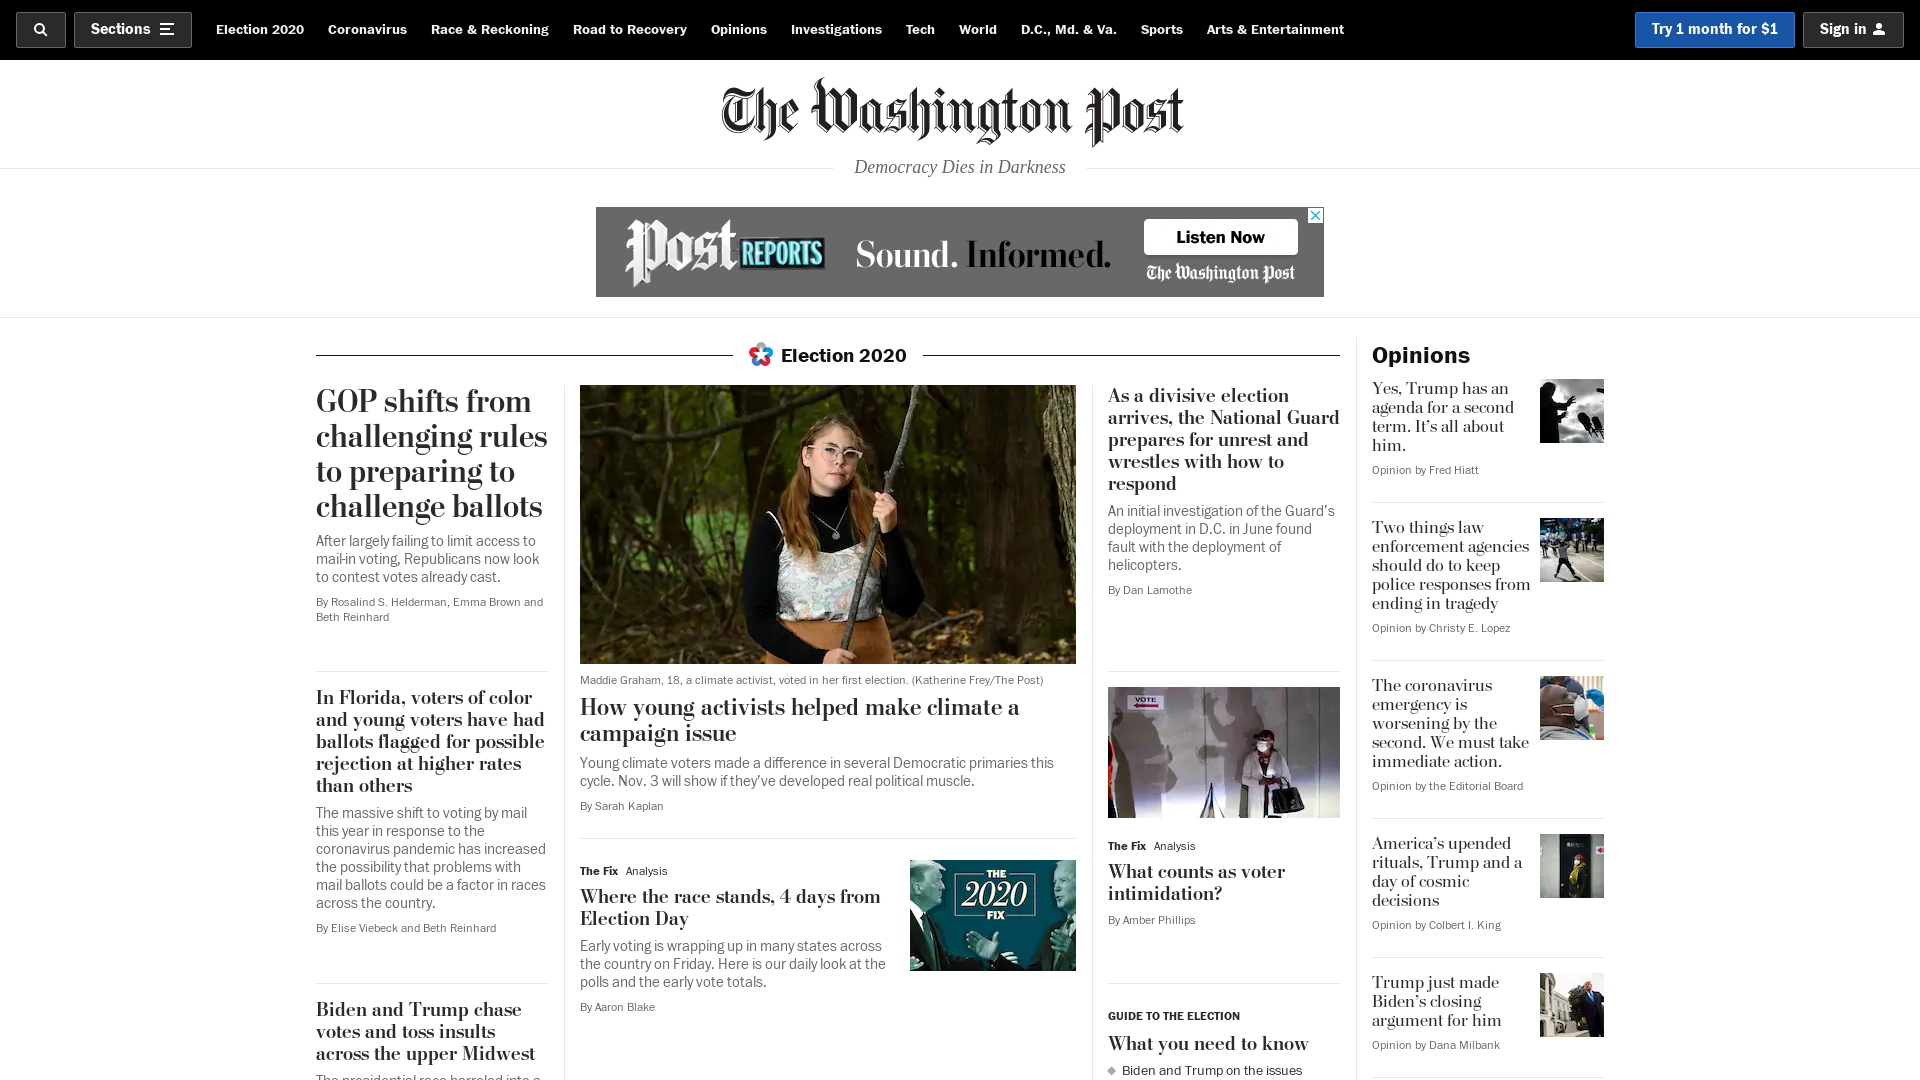 Sections
Election 2020
Coronavirus
Race & Reckoning
Road to Recovery
Opinions
Investigations
Tech
World
D.C., Md. & Va.
Sports
Arts & Entertainment
Try 1 month for $1
Sign in
The Washington Post
Democracy Dies in Darkness
Post REPORTS
Sound. Informed.
Listen Now
The Washington Post
Election 2020
GOP shifts from
challenging rules
to preparing to
challenge ballots
After largely failing to limit access to
mail-in voting, Republicans now look
to contest votes already cast.
By Rosalind S. Helderman, Emma Brown and
Beth Reinhard
In Florida, voters of color
and young voters have had
ballots flagged for possible
rejection at higher rates
than others
The massive shift to voting by mail
this year in response to the
coronavirus pandemic has increased
the possibility that problems with
mail ballots could be a factor in races
across the country.
By Elise Viebeck and Beth Reinhard
Biden and Trump chase
votes and toss insults
across the upper Midwest
The presidential race barreled into a
Maddie Graham, 18, a climate activist, voted in her first election. (Katherine Frey/The Post)
How young activists helped make climate a
campaign issue
Young climate voters made a difference in several Democratic primaries this
cycle. Nov. 3 will show if they’ve developed real political muscle.
By Sarah Kaplan
The Fix Analysis
Where the race stands, 4 days from
Election Day
Early voting is wrapping up in many states across
the country on Friday. Here is our daily look at the
polls and the early vote totals.
By Aaron Blake
THE
2020
FIX
As a divisive election
arrives, the National Guard
prepares for unrest and
wrestles with how to
respond
An initial investigation of the Guard’s
deployment in D.C. in June found
fault with the deployment of
helicopters.
By Dan Lamothe
VOTE
The Fix Analysis
What counts as voter
intimidation?
By Amber Phillips
GUIDE TO THE ELECTION
What you need to know
Biden and Trump on the issues
Opinions
Yes, Trump has an
agenda for a second
term. It’s all about
him.
Opinion by Fred Hiatt
Two things law
enforcement agencies
should do to keep
police responses from
ending in tragedy
Opinion by Christy E. Lopez
The coronavirus
emergency is
worsening by the
second. We must take
immediate action.
Opinion by the Editorial Board
America’s upended
rituals, Trump and a
day of cosmic
decisions
Opinion by Colbert I. King
Trump just made
Biden’s closing
argument for him
Opinion by Dana Milbank